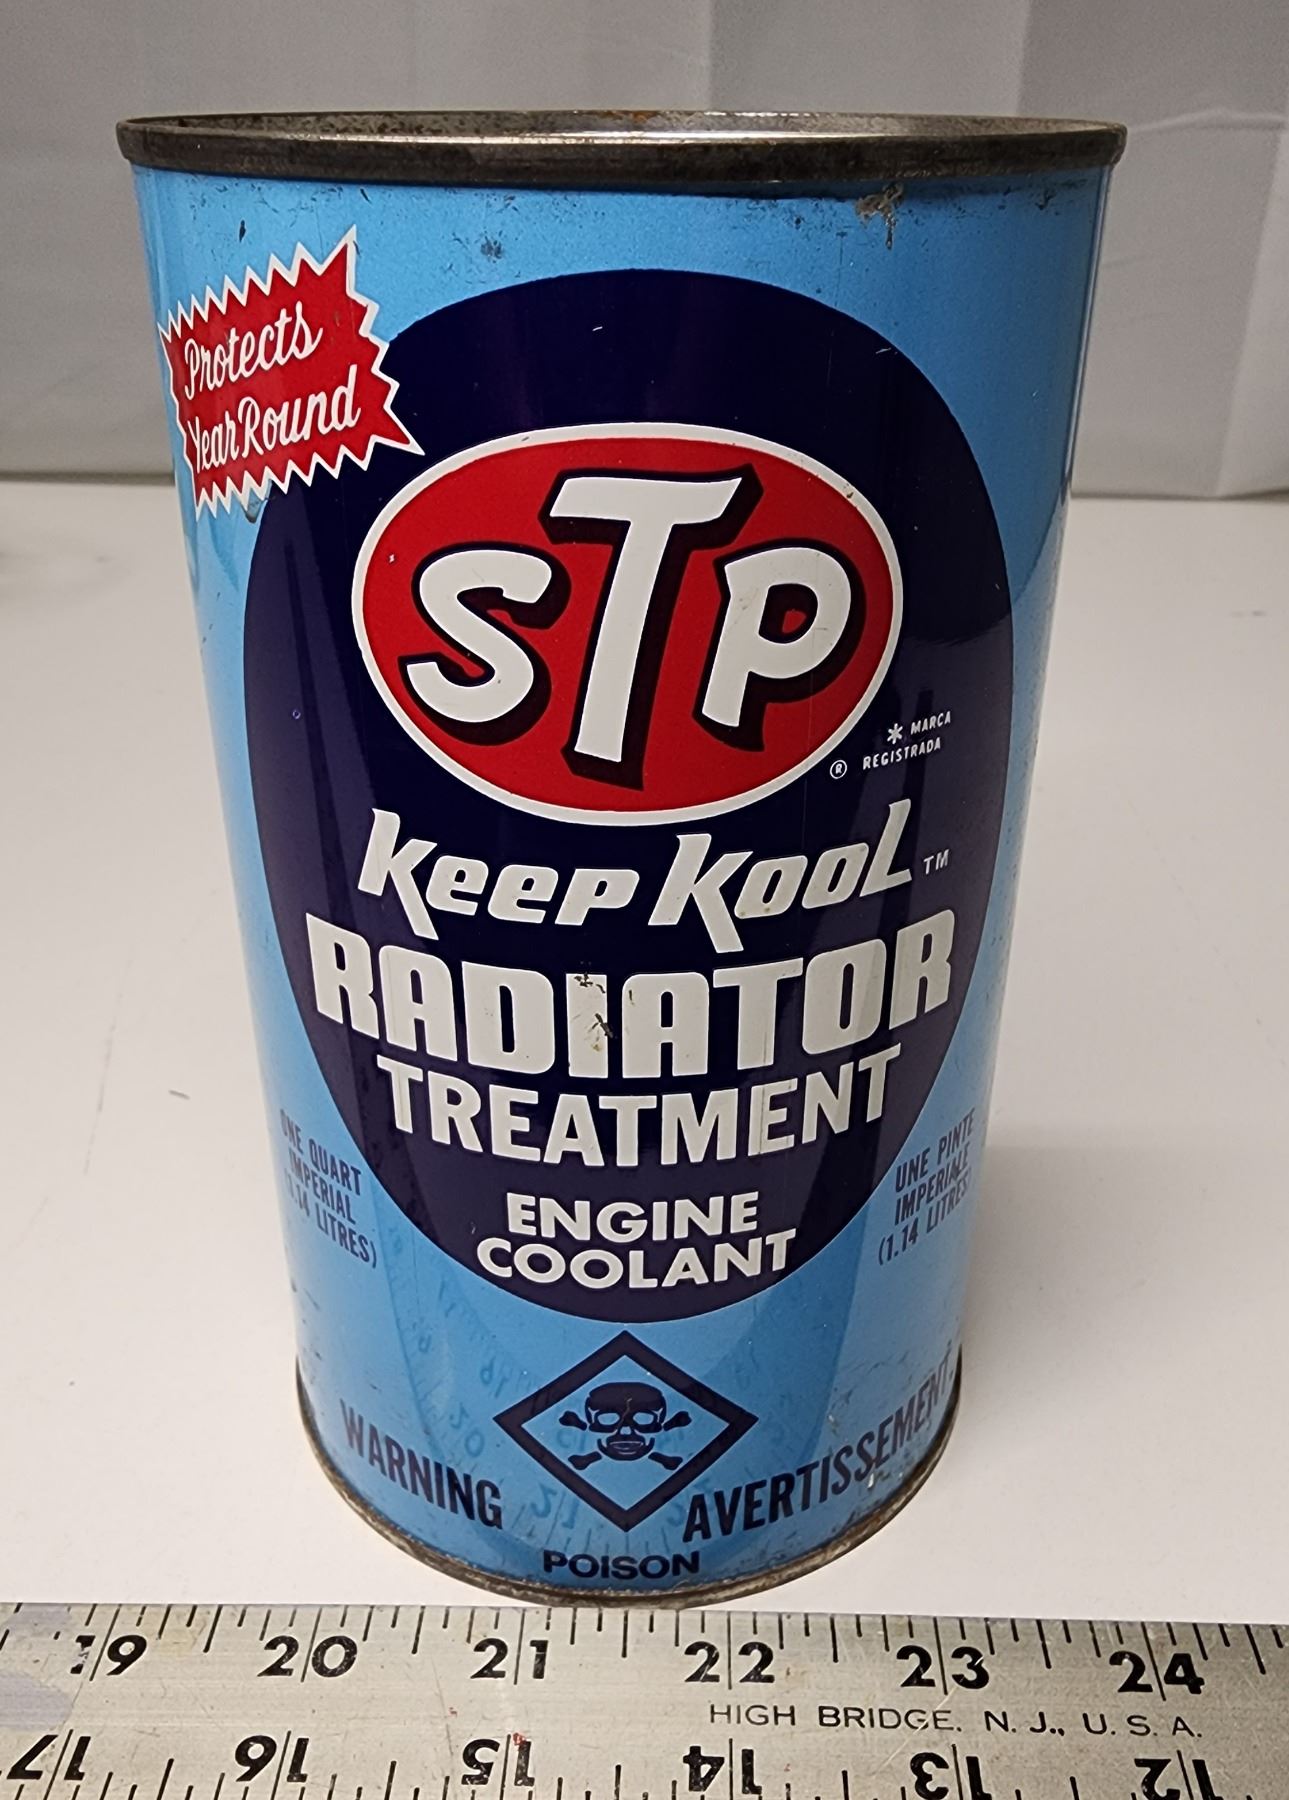 Protects
Year Round
STP
* MARCA
® REGISTRADA
Keep Kool ™
RADIATOR
TREATMENT
ENGINE
COOLANT
ONE QUART
IMPERIAL
(1.14 LITRES)
UNE PINTE
IMPERIALE
(1.14 LITRES)
WARNING
AVERTISSEMENT
POISON
19 20 21 22 23 24
HIGH BRIDGE. N. J., U. S. A.
17 16 15 14 13 12